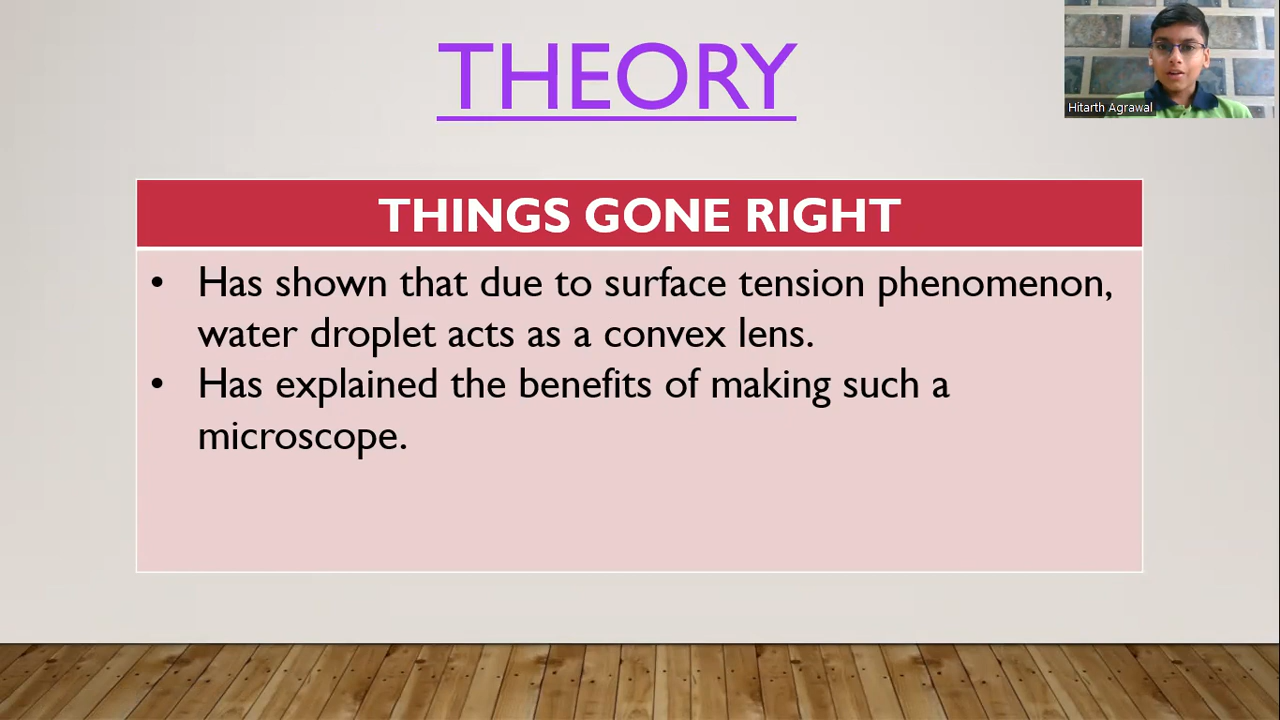 THEORY
Hitarth Agrawal
THINGS GONE RIGHT
• Has shown that due to surface tension phenomenon,
water droplet acts as a convex lens.
• Has explained the benefits of making such a
microscope.